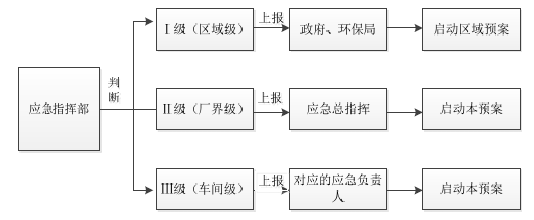 Ⅰ级（区域级）
上报
政府、环保局
启动区域预案
应急指挥部
判断
Ⅱ级（厂界级）
上报
应急总指挥
启动本预案
Ⅲ级（车间级）
上报
对应的应急负责
人
启动本预案